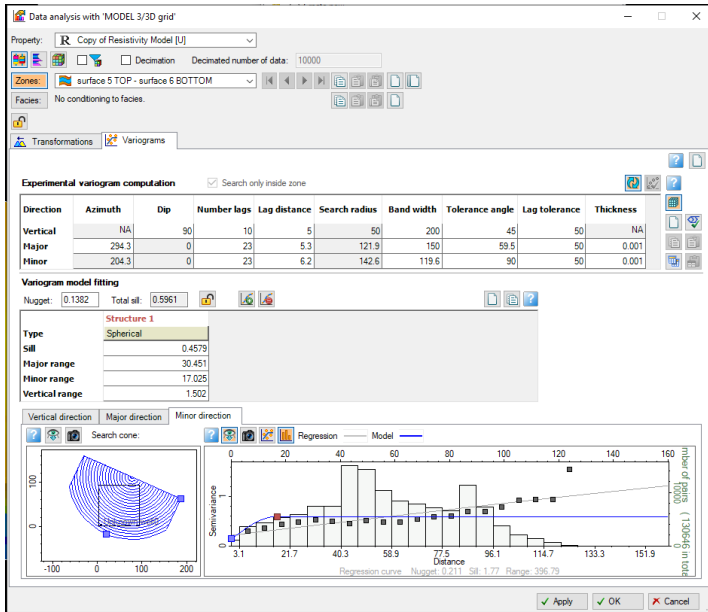 Data analysis with 'MODEL 3/3D grid'
Property: R Copy of Resistivity Model [U]
Decimation Decimated number of data: 10000
Zones: surface 5 TOP - surface 6 BOTTOM
Facies: No conditioning to facies.
Transformations Variograms
Experimental variogram computation Search only inside zone
Direction Azimuth Dip Number lags Lag distance Search radius Band width Tolerance angle Lag tolerance Thickness
Vertical NA 90 10 5 50 200 45 50 NA
Major 294.3 0 23 5.3 121.9 150 59.5 50 0.001
Minor 204.3 0 23 6.2 142.6 119.6 90 50 0.001
Variogram model fitting
Nugget: 0.1382 Total sill: 0.5961
Structure 1
Type Spherical
Sill 0.4579
Major range 30.451
Minor range 17.025
Vertical range 1.502
Vertical direction Major direction Minor direction
Search cone: Regression Model
0 20 40 60 80 100 120 140 160
100
0
0 100 200
Semivariance
1
0
3.1 21.7 40.3 58.9 77.5 96.1 114.7 133.3 151.9
Distance
Regression curve Nugget: 0.211 Sill: 1.77 Range: 396.79
0 10000
mber of pairs ( 130646 in tota
Apply OK Cancel